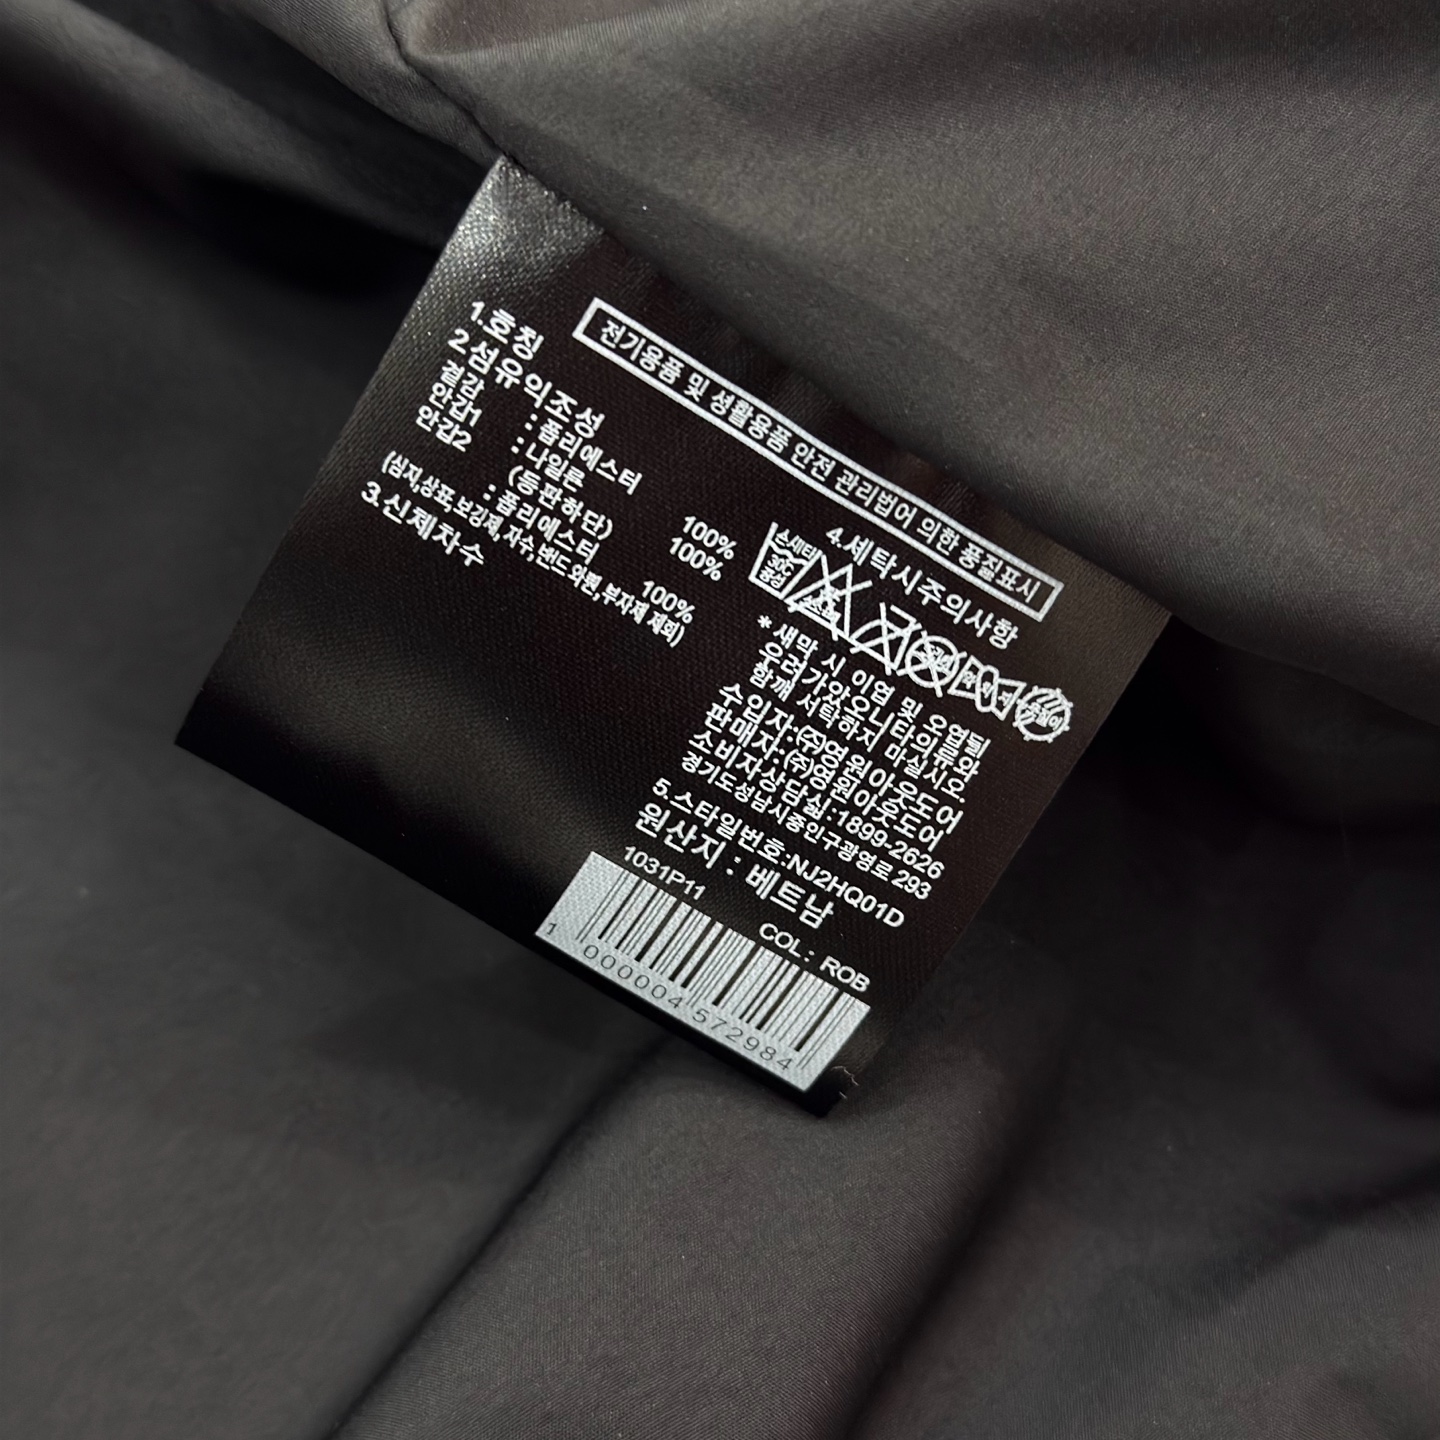 전기용품 및 생활용품 안전 관리법어 의한 품질표시
1.호칭
2.섬유의조성
겉감 : 폴리에스터 100%
안감1 : 나일론 100%
(등판하단)
안감2 : 폴리에스터 100%
(심지,상표,보강제,자수,밴드와펜,부자재 제외)
3.신체자수
4.세탁시주의사항
손세탁
30℃
중성
* 세탁 시 이염 및 오염될
우려가있으니타의류와
함께 세탁하지 마십시오.
수입자:(주)영원아웃도어
판매자:(주)영원아웃도어
소비자상담실:1899-2626
경기도성남시중원구광명로 293
5.스타일번호:NJ2HQ01D
원산지 : 베트남
1031P11
COL: ROB
1 000004 572984